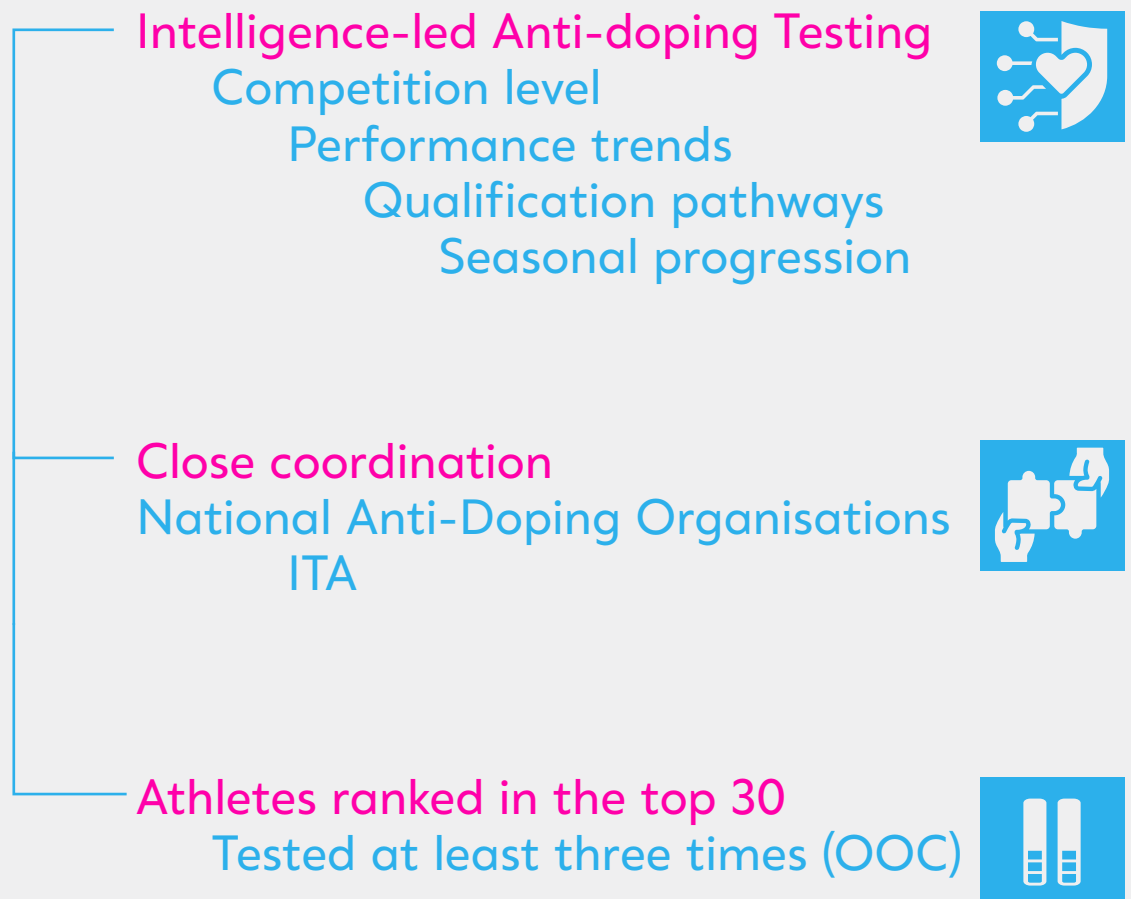 Intelligence-led Anti-doping Testing
Competition level
Performance trends
Qualification pathways
Seasonal progression
Close coordination
National Anti-Doping Organisations
ITA
Athletes ranked in the top 30
Tested at least three times (OOC)